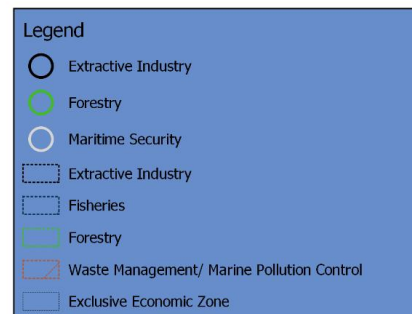 Legend
Extractive Industry
Forestry
Maritime Security
Extractive Industry
Fisheries
Forestry
Waste Management/ Marine Pollution Control
Exclusive Economic Zone